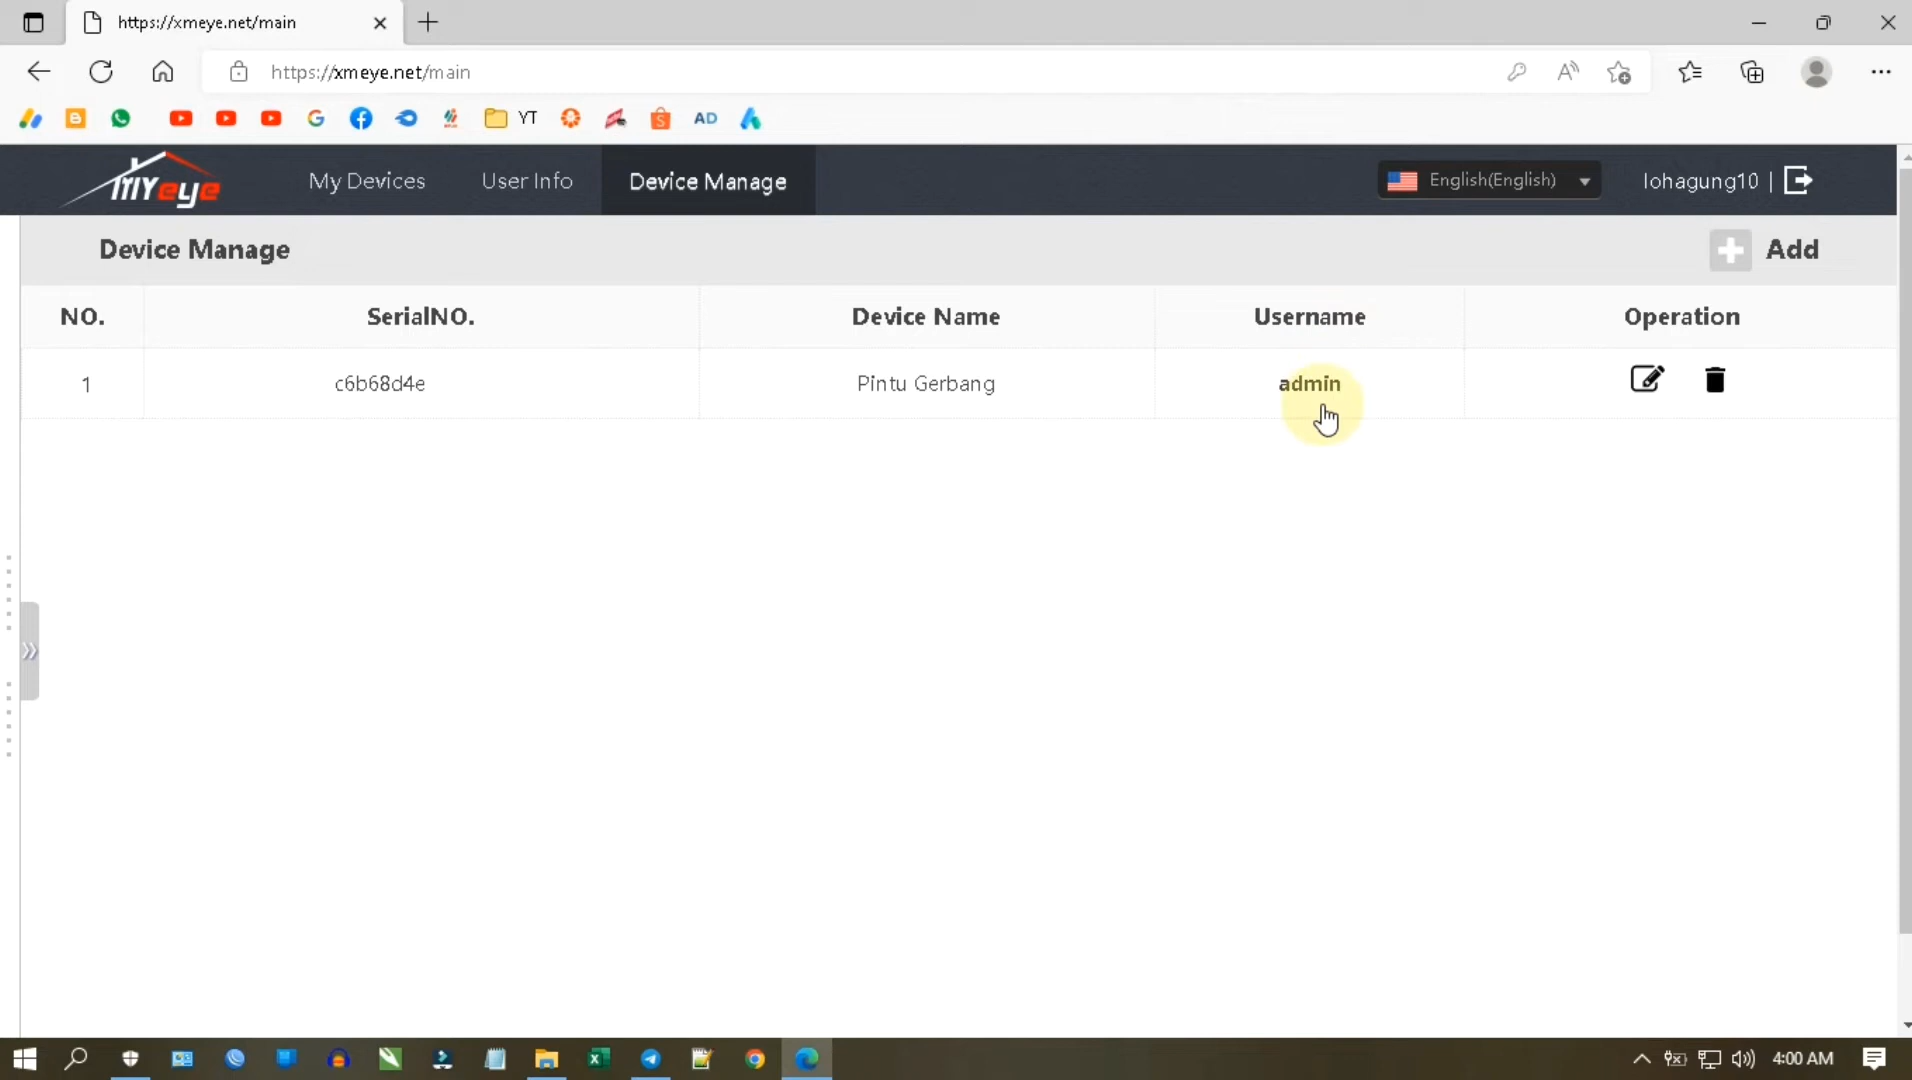 https://xmeye.net/main
https://xmeye.net/main
YT
AD
XMeye
My Devices
User Info
Device Manage
English(English)
lohagung10 |
Device Manage
Add
NO.
SerialNO.
Device Name
Username
Operation
1
c6b68d4e
Pintu Gerbang
admin
4:00 AM